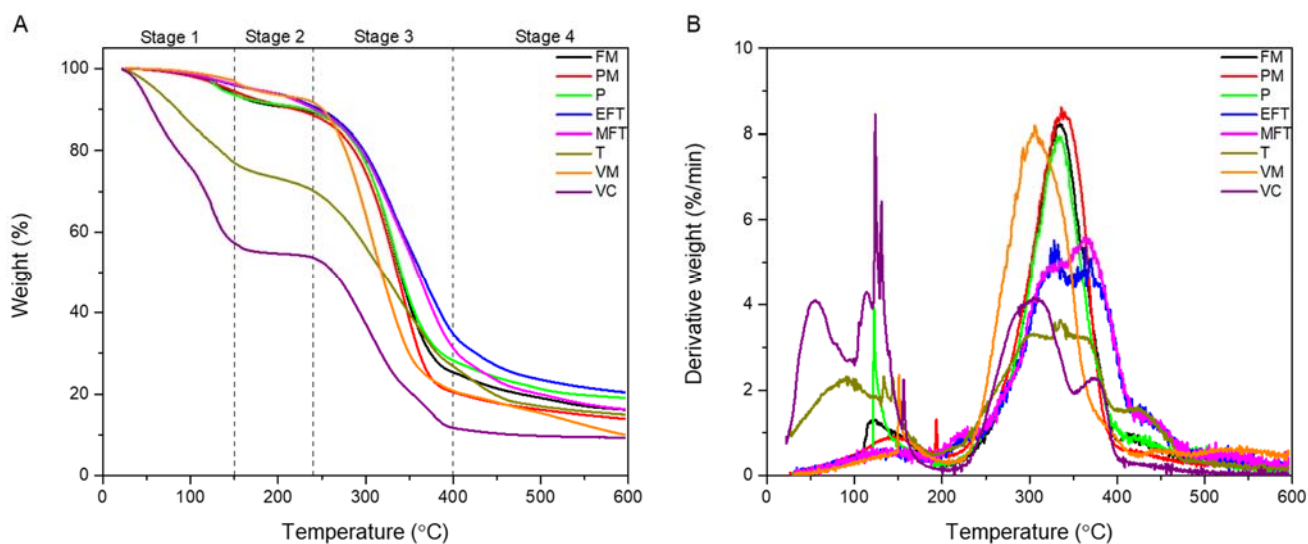 A
Stage 1 Stage 2 Stage 3 Stage 4
FM
PM
P
EFT
MFT
T
VM
VC
100
80
60
40
20
0
Weight (%)
0 100 200 300 400 500 600
Temperature (°C)
B
FM
PM
P
EFT
MFT
T
VM
VC
10
8
6
4
2
0
Derivative weight (%/min)
0 100 200 300 400 500 600
Temperature (°C)